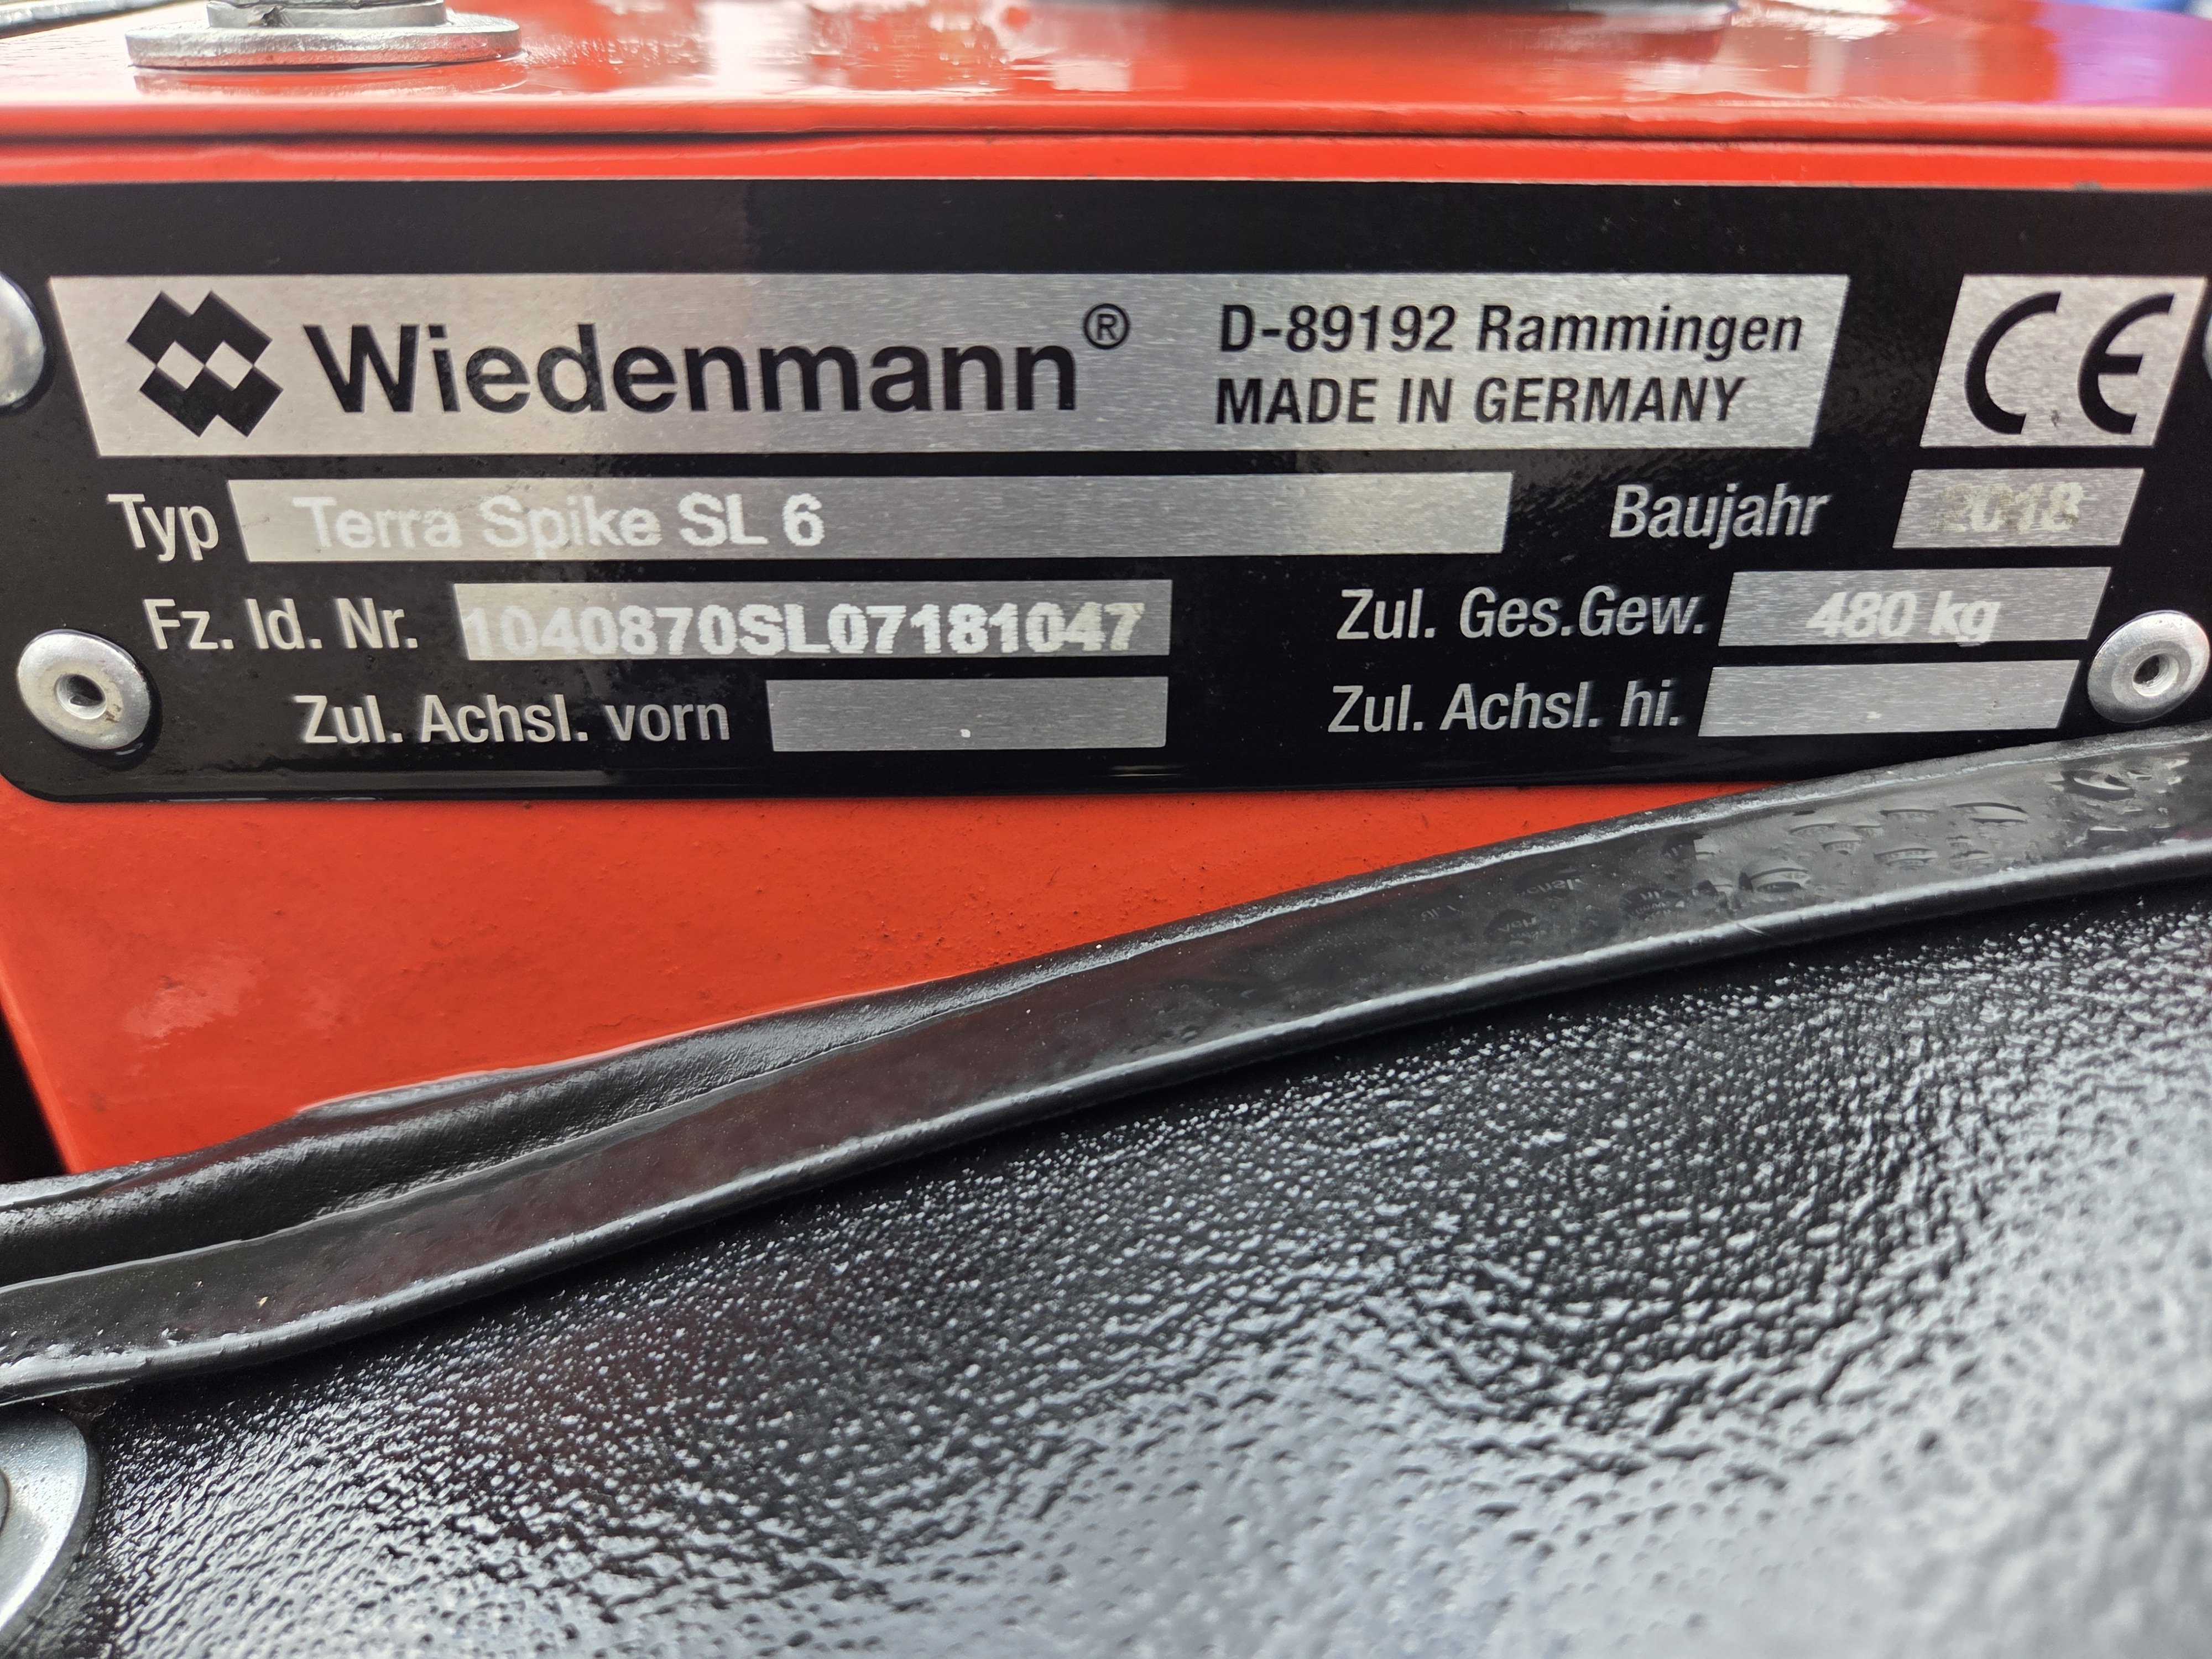 Wiedenmann® D-89192 Rammingen
MADE IN GERMANY
CE
Typ Terra Spike SL 6
Baujahr 2018
Fz. Id. Nr. 1040870SL07181047
Zul. Ges.Gew. 480 kg
Zul. Achsl. vorn
Zul. Achsl. hi.